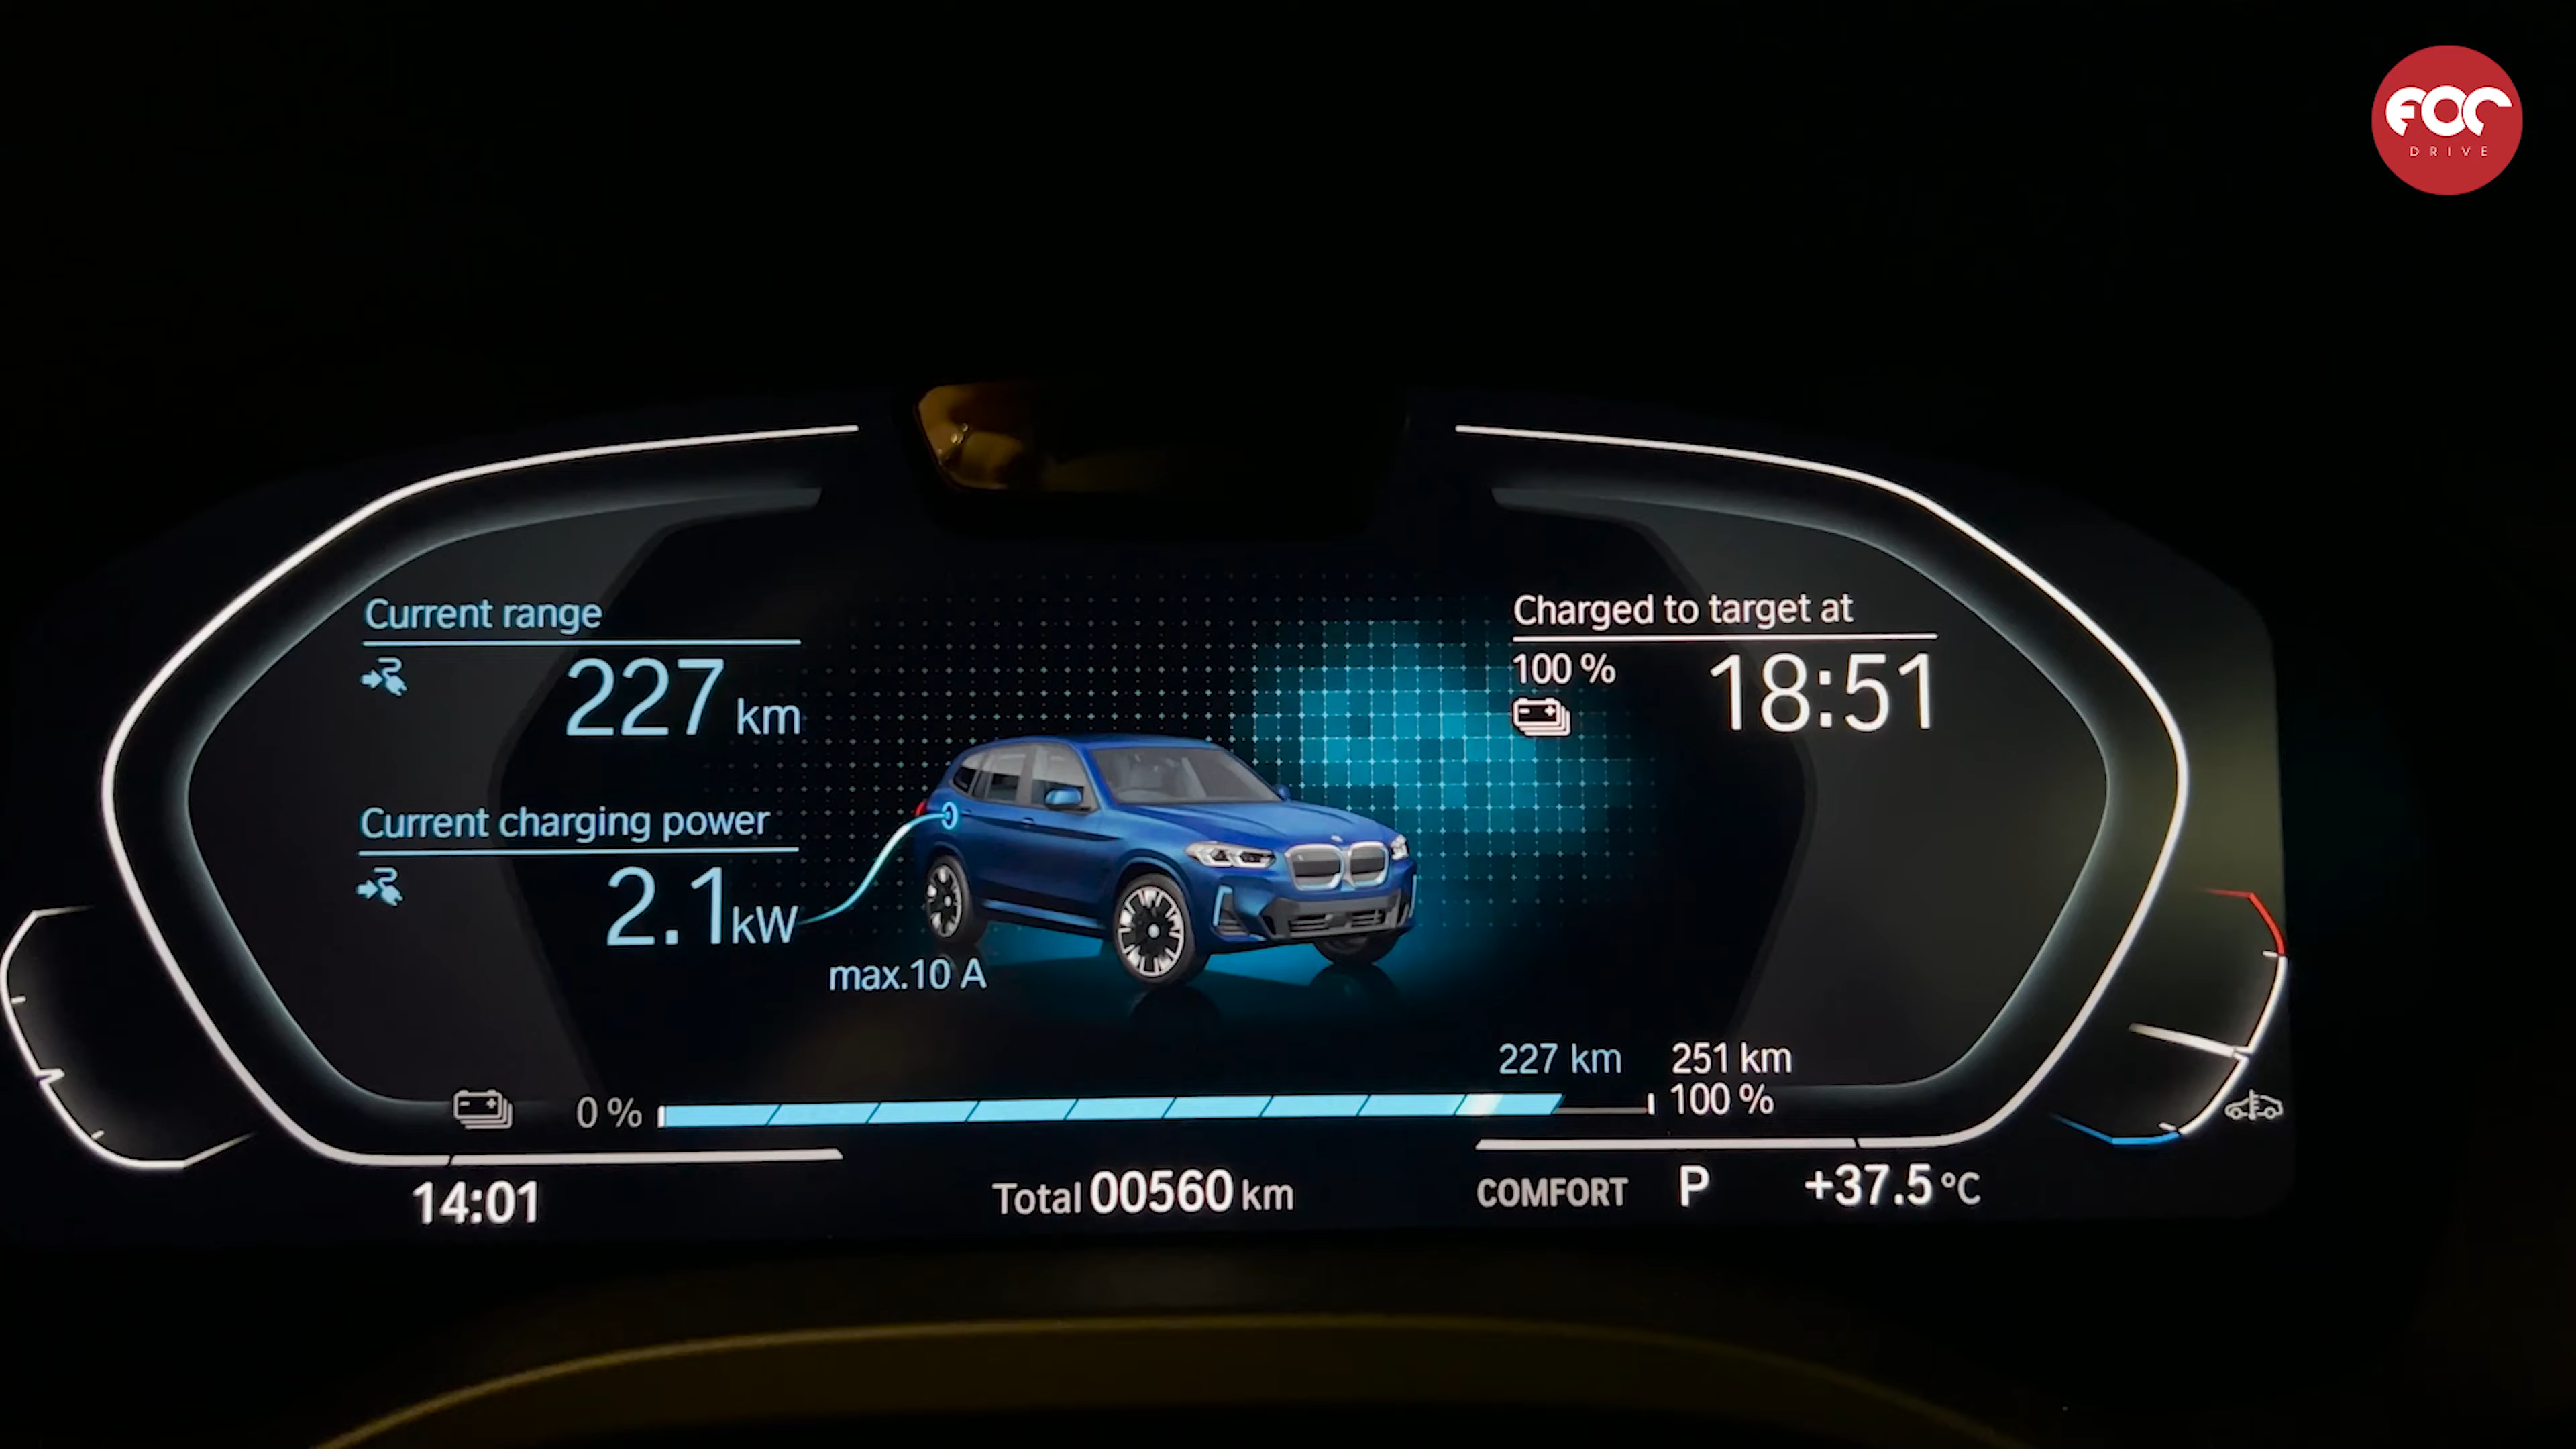 FOC
DRIVE
Current range
227 km
Current charging power
2.1 kW
max.10 A
Charged to target at
100 %
18:51
227 km
251 km
0 %
100 %
14:01
Total 00560 km
COMFORT
P
+37.5 °C